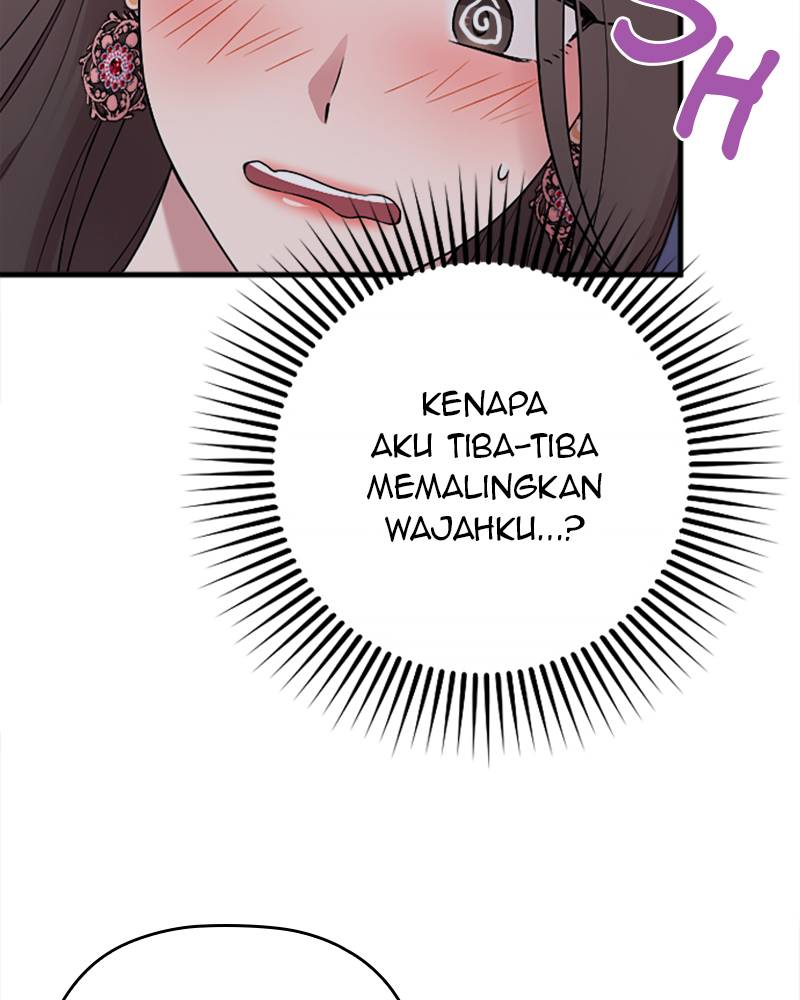 SH
KENAPA
AKU TIBA-TIBA
MEMALINGKAN
WAJAHKU...?